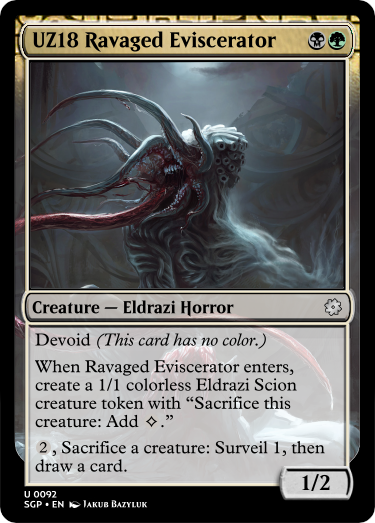 UZ18 Ravaged Eviscerator
Creature — Eldrazi Horror
Devoid (This card has no color.)
When Ravaged Eviscerator enters,
create a 1/1 colorless Eldrazi Scion
creature token with “Sacrifice this
creature: Add ⟡.”
2, Sacrifice a creature: Surveil 1, then
draw a card.
1/2
U 0092
SGP • EN Jakub Bazyluk